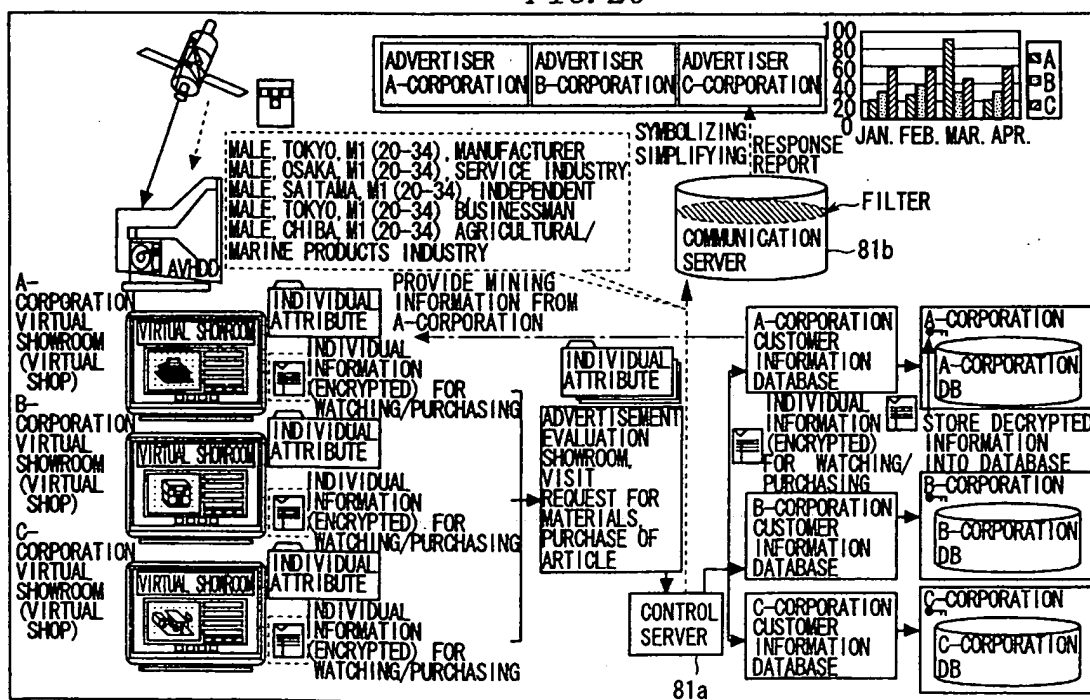 ADVERTISER
A-CORPORATION
ADVERTISER
B-CORPORATION
ADVERTISER
C-CORPORATION
100
80
60
40
20
0
JAN. FEB. MAR. APR.
A
B
C
SYMBOLIZING
SIMPLIFYING
RESPONSE
REPORT
MALE, TOKYO, M1 (20-34), MANUFACTURER
MALE, OSAKA, M1 (20-34), SERVICE INDUSTRY
MALE, SAITAMA, M1 (20-34), INDEPENDENT
MALE, TOKYO, M1 (20-34) BUSINESSMAN
MALE, CHIBA, M1 (20-34) AGRICULTURAL/
MARINE PRODUCTS INDUSTRY
AVHDD
FILTER
COMMUNICATION
SERVER
81b
PROVIDE MINING
INFORMATION FROM
A-CORPORATION
A-
CORPORATION
VIRTUAL
SHOWROOM
(VIRTUAL
SHOP)
VIRTUAL SHOWROOM
INDIVIDUAL
ATTRIBUTE
INDIVIDUAL
INFORMATION
(ENCRYPTED) FOR
WATCHING/PURCHASING
B-
CORPORATION
VIRTUAL
SHOWROOM
(VIRTUAL
SHOP)
VIRTUAL SHOWROOM
INDIVIDUAL
ATTRIBUTE
INDIVIDUAL
INFORMATION
(ENCRYPTED) FOR
WATCHING/PURCHASING
C-
CORPORATION
VIRTUAL
SHOWROOM
(VIRTUAL
SHOP)
VIRTUAL SHOWROOM
INDIVIDUAL
ATTRIBUTE
INDIVIDUAL
INFORMATION
(ENCRYPTED) FOR
WATCHING/PURCHASING
INDIVIDUAL
ATTRIBUTE
ADVERTISEMENT
EVALUATION
SHOWROOM,
VISIT
REQUEST FOR
MATERIALS,
PURCHASE OF
ARTICLE
CONTROL
SERVER
81a
A-CORPORATION
CUSTOMER
INFORMATION
DATABASE
A-CORPORATION
A-CORPORATION
DB
INDIVIDUAL
INFORMATION
(ENCRYPTED)
FOR WATCHING/
PURCHASING
STORE DECRYPTED
INFORMATION
INTO DATABASE
B-CORPORATION
CUSTOMER
INFORMATION
DATABASE
B-CORPORATION
B-CORPORATION
DB
C-CORPORATION
CUSTOMER
INFORMATION
DATABASE
C-CORPORATION
C-CORPORATION
DB